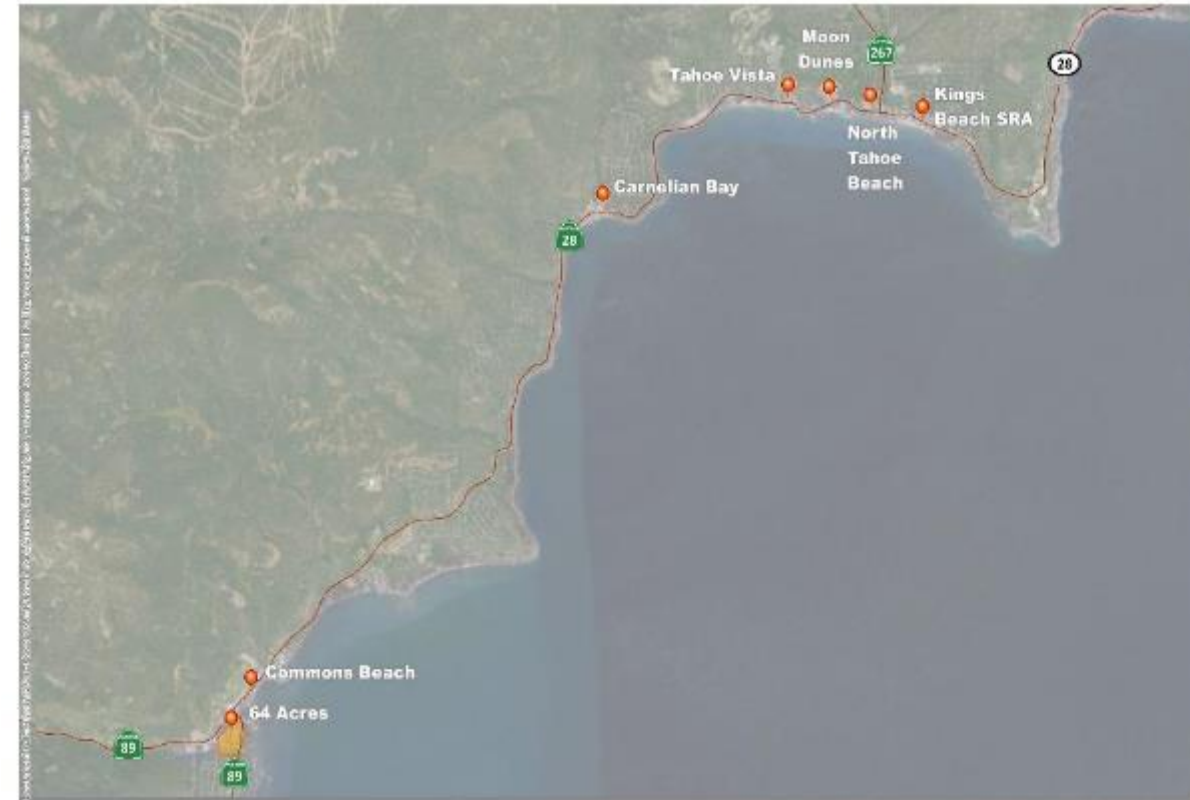 Moon
Dunes
267
28
Tahoe Vista
Kings
Beach SRA
North
Tahoe
Beach
Carnelian Bay
28
Commons Beach
64 Acres
89
89